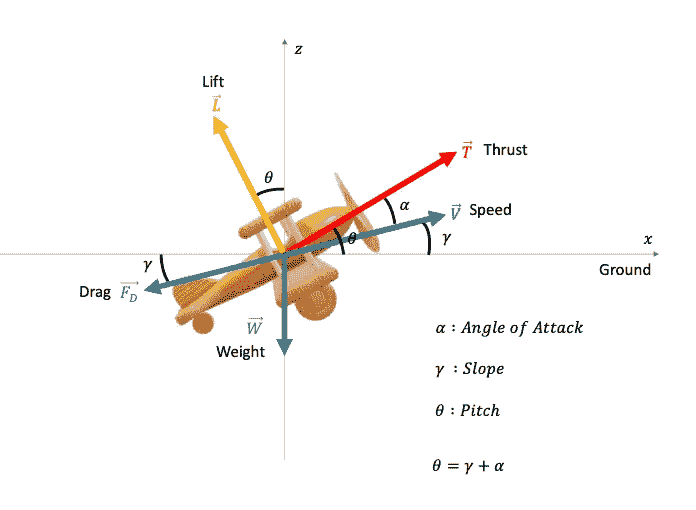 z
Lift
L⃗
θ
T⃗ Thrust
α
V⃗ Speed
θ
γ
x
γ
Ground
Drag F_D⃗
W⃗
Weight
α : Angle of Attack
γ : Slope
θ : Pitch
θ = γ + α